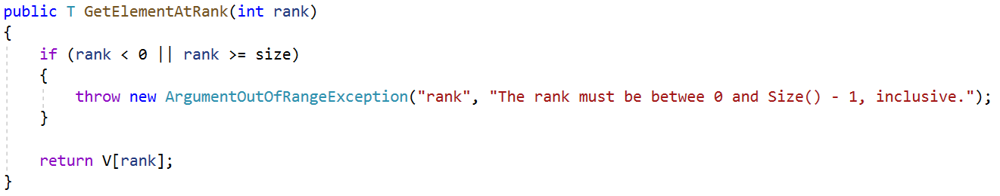 public T GetElementAtRank(int rank)
{
    if (rank < 0 || rank >= size)
    {
        throw new ArgumentOutOfRangeException("rank", "The rank must be betwee 0 and Size() - 1, inclusive.");
    }

    return V[rank];
}